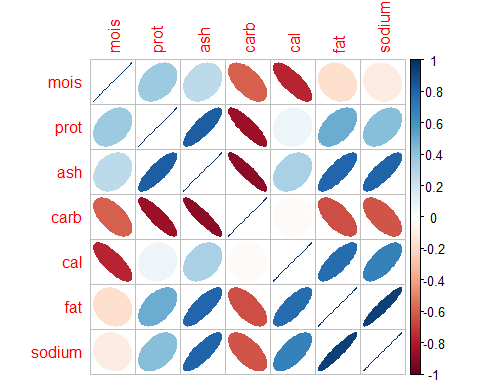 mois prot ash carb cal fat sodium
mois
prot
ash
carb
cal
fat
sodium
1
0.8
0.6
0.4
0.2
0
-0.2
-0.4
-0.6
-0.8
-1